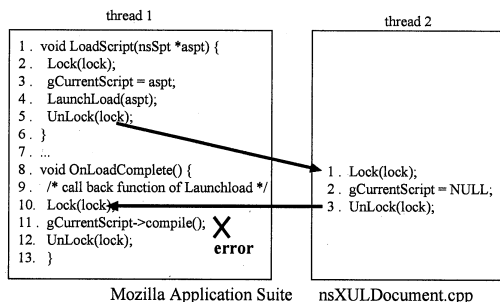 thread 1
1 . void LoadScript(nsSpt *aspt) {
2 . Lock(lock);
3 . gCurrentScript = aspt;
4 . LaunchLoad(aspt);
5 . UnLock(lock);
6 . }
7 . ...
8 . void OnLoadComplete() {
9 . /* call back function of Launchload */
10. Lock(lock);
11 . gCurrentScript->compile();
12. UnLock(lock);
13. }
X
error
thread 2
1 . Lock(lock);
2 . gCurrentScript = NULL;
3 . UnLock(lock);
Mozilla Application Suite nsXULDocument.cpp